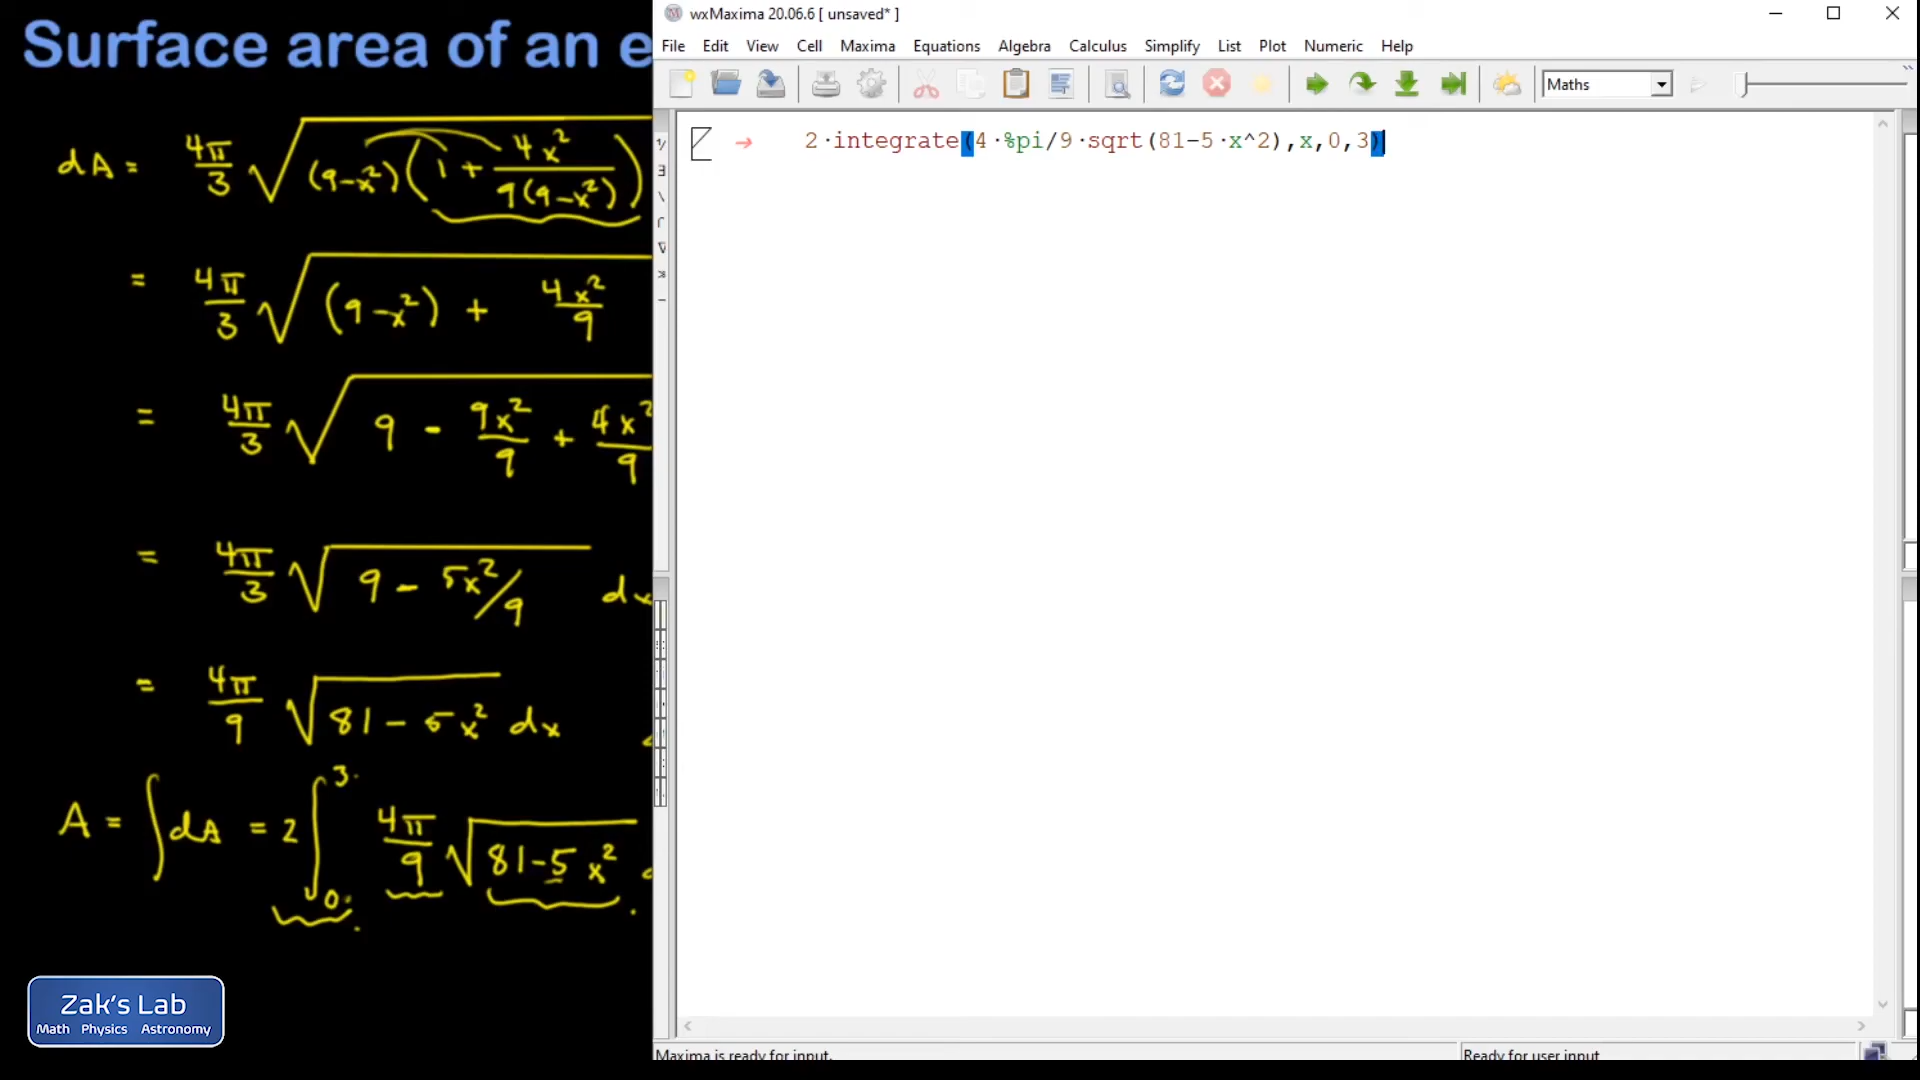 Surface area of an e
dA = 4π/3 √(9-x²)(1 + 4x²/9(9-x²))
= 4π/3 √(9-x²) + 4x²/9
= 4π/3 √9 - 9x²/9 + 4x²/9
= 4π/3 √9 - 5x²/9 dx
= 4π/9 √81 - 5x² dx
A = ∫dA = 2 ∫₀³ 4π/9 √81-5x²
Zak's Lab
Math Physics Astronomy
wxMaxima 20.06.6 [ unsaved* ]
File Edit View Cell Maxima Equations Algebra Calculus Simplify List Plot Numeric Help
Maths
2·integrate(4·%pi/9·sqrt(81-5·x^2),x,0,3)
Maxima is ready for input.
Ready for user input